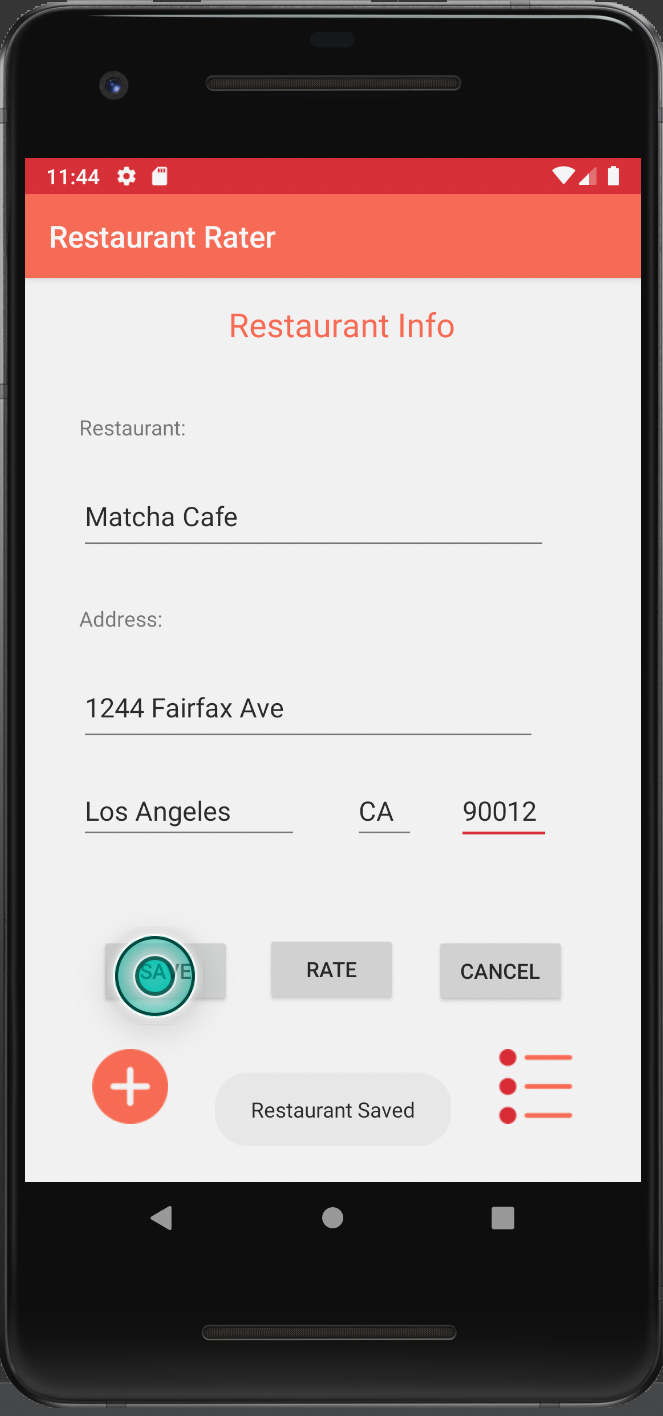 11:44
Restaurant Rater
Restaurant Info
Restaurant:
Matcha Cafe
Address:
1244 Fairfax Ave
Los Angeles CA 90012
SAVE RATE CANCEL
Restaurant Saved